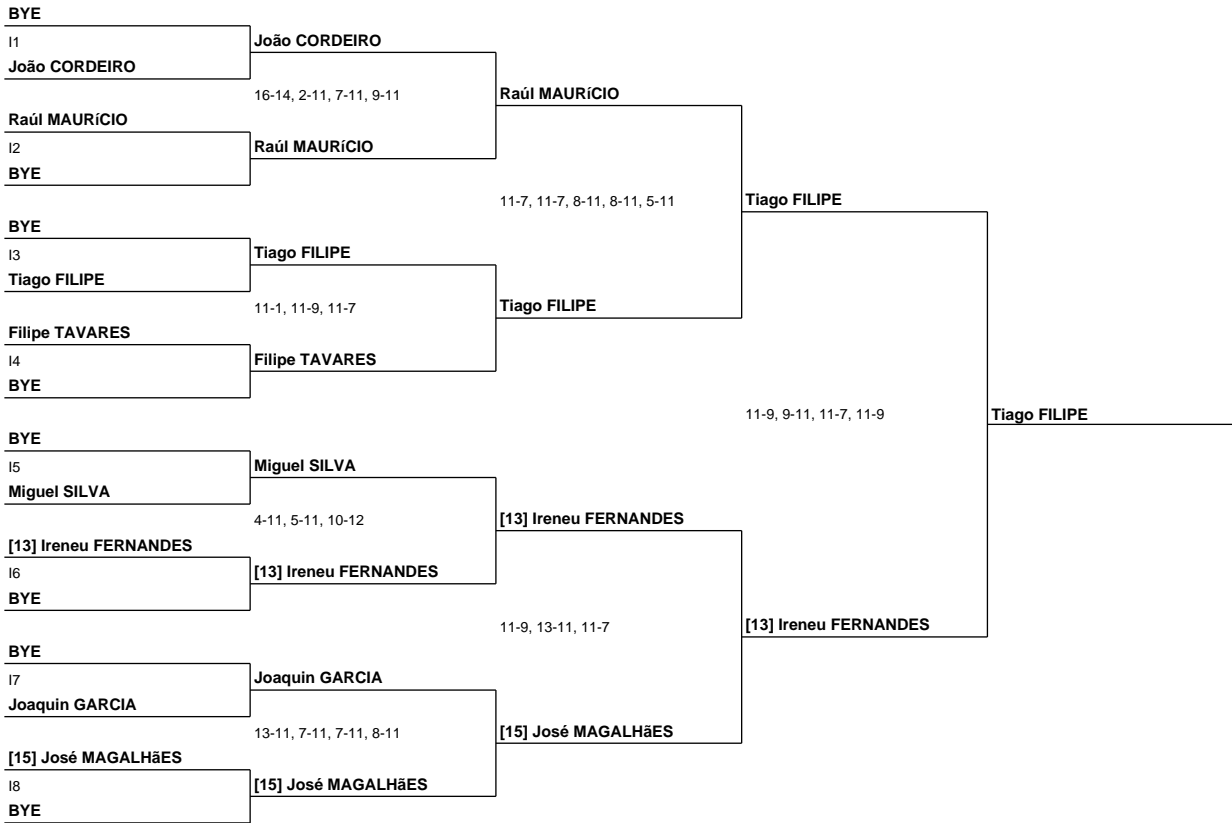 BYE
I1
João CORDEIRO
João CORDEIRO
16-14, 2-11, 7-11, 9-11
Raúl MAURíCIO
Raúl MAURíCIO
I2
Raúl MAURíCIO
BYE
11-7, 11-7, 8-11, 8-11, 5-11
Tiago FILIPE
BYE
I3
Tiago FILIPE
Tiago FILIPE
11-1, 11-9, 11-7
Tiago FILIPE
Filipe TAVARES
I4
Filipe TAVARES
BYE
11-9, 9-11, 11-7, 11-9
Tiago FILIPE
BYE
I5
Miguel SILVA
Miguel SILVA
4-11, 5-11, 10-12
[13] Ireneu FERNANDES
[13] Ireneu FERNANDES
I6
[13] Ireneu FERNANDES
BYE
11-9, 13-11, 11-7
[13] Ireneu FERNANDES
BYE
I7
Joaquin GARCIA
Joaquin GARCIA
13-11, 7-11, 7-11, 8-11
[15] José MAGALHãES
[15] José MAGALHãES
I8
[15] José MAGALHãES
BYE